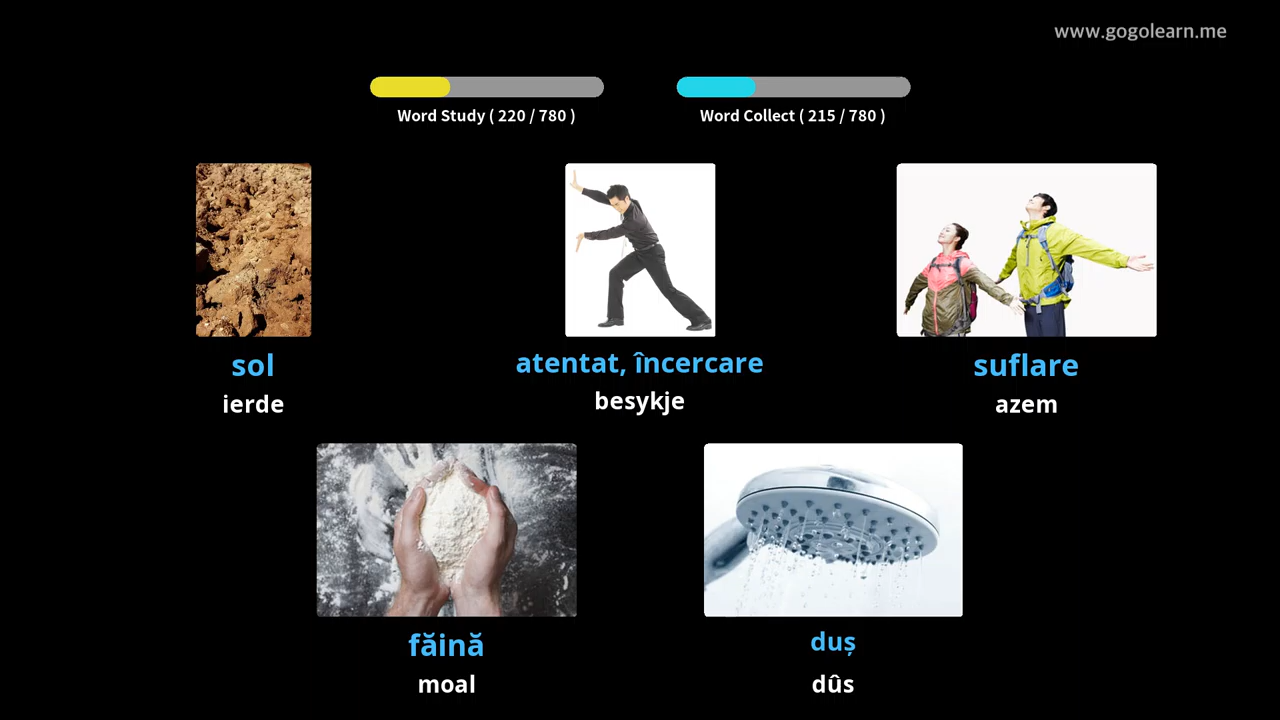 www.gogolearn.me
Word Study ( 220 / 780 )
Word Collect ( 215 / 780 )
sol
ierde
atentat, încercare
besykje
suflare
azem
făină
moal
duș
dûs